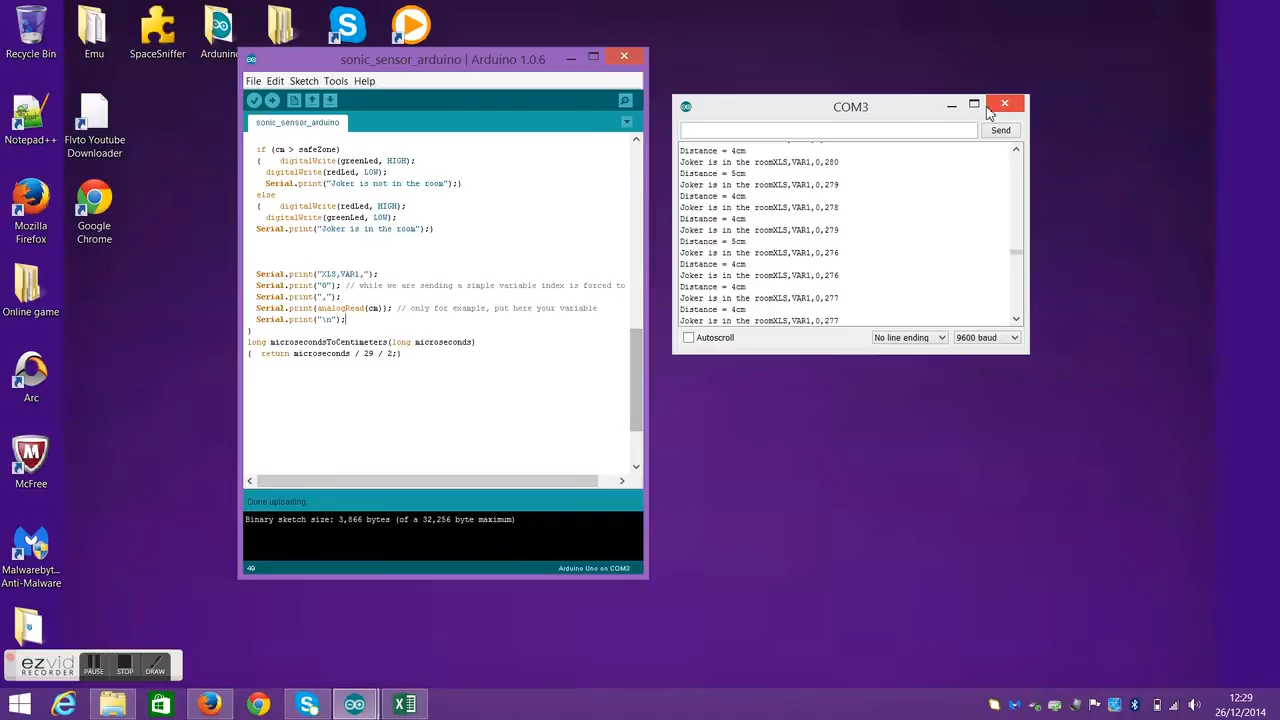 Recycle Bin
Emu
SpaceSniffer
Notepad++
Flvto Youtube
Downloader
Mozilla
Firefox
Google
Chrome
Online game
Arc
McFree
Malwarebyt...
Anti-Malware
sonic_sensor_arduino | Arduino 1.0.6
File Edit Sketch Tools Help
sonic_sensor_arduino
if (cm > safeZone)
{ digitalWrite(greenLed, HIGH);
digitalWrite(redLed, LOW);
Serial.print("Joker is not in the room");}
else
{ digitalWrite(redLed, HIGH);
digitalWrite(greenLed, LOW);
Serial.print("Joker is in the room");}
Serial.print("XLS,VAR1,");
Serial.print("0"); // while we are sending a simple variable index is forced to
Serial.print(",");
Serial.print(analogRead(cm)); // only for example, put here your variable
Serial.print("\n");
}
long microsecondsToCentimeters(long microseconds)
{ return microseconds / 29 / 2;}
Done uploading.
Binary sketch size: 3,866 bytes (of a 32,256 byte maximum)
49
Arduino Uno on COM3
COM3
Send
Distance = 4cm
Joker is in the roomXLS,VAR1,0,280
Distance = 5cm
Joker is in the roomXLS,VAR1,0,279
Distance = 4cm
Joker is in the roomXLS,VAR1,0,278
Distance = 4cm
Joker is in the roomXLS,VAR1,0,279
Distance = 5cm
Joker is in the roomXLS,VAR1,0,276
Distance = 4cm
Joker is in the roomXLS,VAR1,0,276
Distance = 4cm
Joker is in the roomXLS,VAR1,0,277
Distance = 4cm
Joker is in the roomXLS,VAR1,0,277
Autoscroll
No line ending
9600 baud
ezvid
RECORDER
PAUSE
STOP
DRAW
12:29
26/12/2014